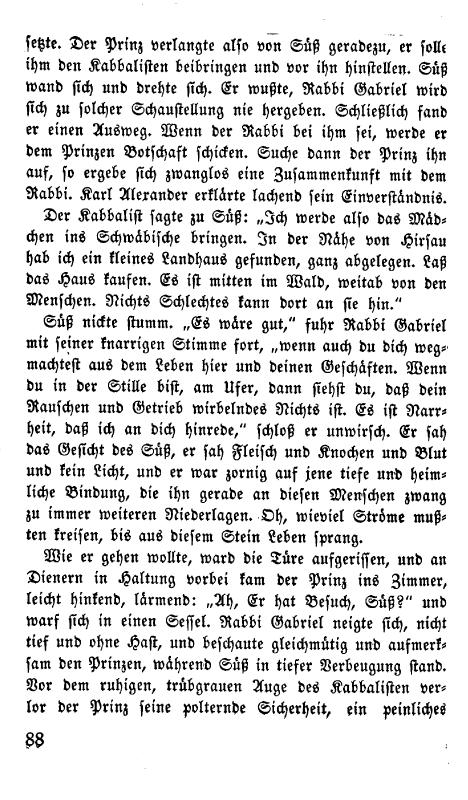 setzte. Der Prinz verlangte also von Süß geradezu, er solle
ihm den Kabbalisten beibringen und vor ihn hinstellen. Süß
wand sich und drehte sich. Er wußte, Rabbi Gabriel wird
sich zu solcher Schaustellung nie hergeben. Schließlich fand
er einen Ausweg. Wenn der Rabbi bei ihm sei, werde er
dem Prinzen Botschaft schicken. Suche dann der Prinz ihn
auf, so ergebe sich zwanglos eine Zusammenkunft mit dem
Rabbi. Karl Alexander erklärte lachend sein Einverständnis.
Der Kabbalist sagte zu Süß: „Ich werde also das Mäd-
chen ins Schwäbische bringen. In der Nähe von Hirsau
hab ich ein kleines Landhaus gefunden, ganz abgelegen. Laß
das Haus kaufen. Es ist mitten im Wald, weitab von den
Menschen. Nichts Schlechtes kann dort an sie hin.“
Süß nickte stumm. „Es wäre gut,“ fuhr Rabbi Gabriel
mit seiner knarrigen Stimme fort, „wenn auch du dich weg-
machtest aus dem Leben hier und deinen Geschäften. Wenn
du in der Stille bist, am Ufer, dann siehst du, daß dein
Rauschen und Getrieb wirbelndes Nichts ist. Es ist Narr-
heit, daß ich an dich hinrede,“ schloß er unwirsch. Er sah
das Gesicht des Süß, er sah Fleisch und Knochen und Blut
und kein Licht, und er war zornig auf jene tiefe und heim-
liche Bindung, die ihn gerade an diesen Menschen zwang
zu immer weiteren Niederlagen. Oh, wieviel Ströme muß-
ten kreisen, bis aus diesem Stein Leben sprang.
Wie er gehen wollte, ward die Türe aufgerissen, und an
Dienern in Haltung vorbei kam der Prinz ins Zimmer,
leicht hinkend, lärmend: „Ah, Er hat Besuch, Süß?“ und
warf sich in einen Sessel. Rabbi Gabriel neigte sich, nicht
tief und ohne Hast, und beschaute gleichmütig und aufmerk-
sam den Prinzen, während Süß in tiefer Verbeugung stand.
Vor dem ruhigen, trübgrauen Auge des Kabbalisten ver-
lor der Prinz seine polternde Sicherheit, ein peinliches
88